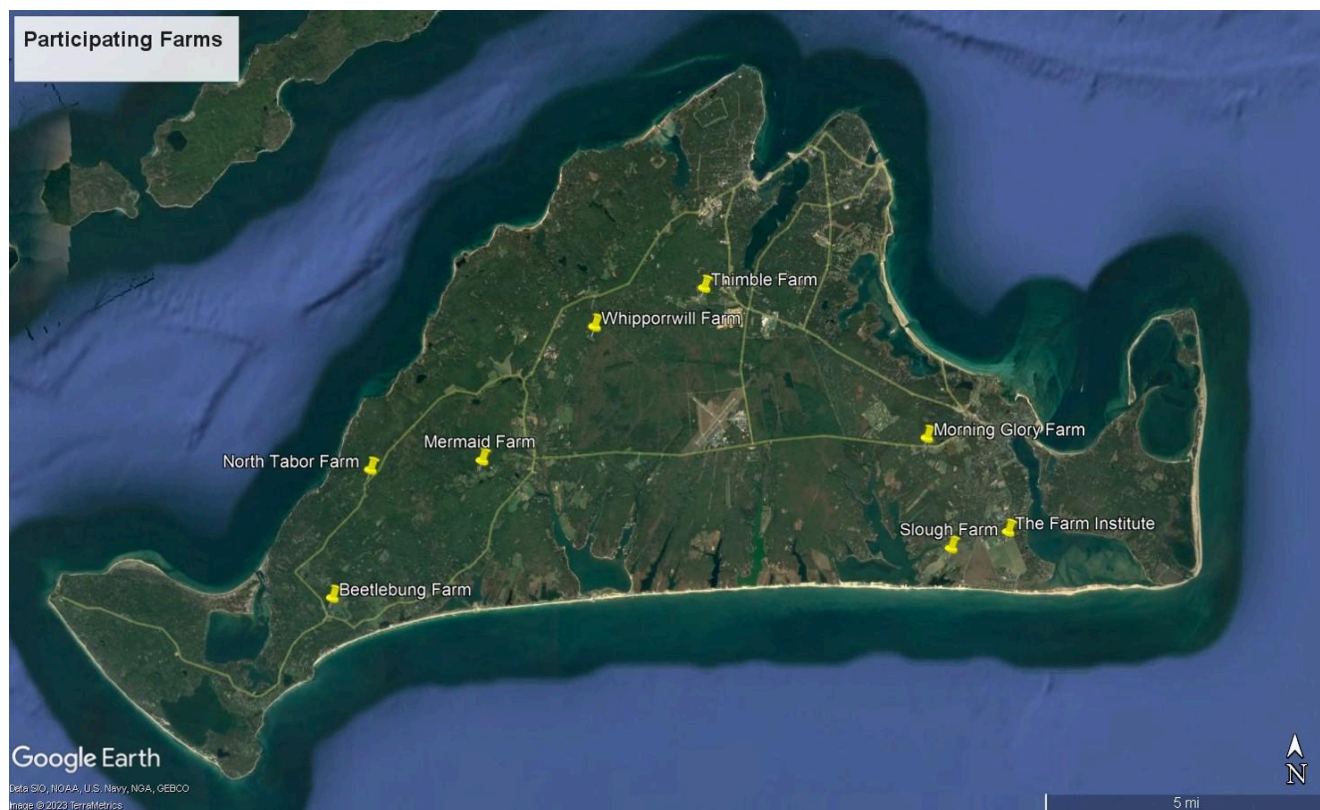 Participating Farms
Thimble Farm
Whipporrwill Farm
Morning Glory Farm
Mermaid Farm
North Tabor Farm
Slough Farm
The Farm Institute
Beetlebung Farm
Google Earth
N
Data SIO, NOAA, U.S. Navy, NGA, GEBCO
Image © 2023 TerraMetrics
5 mi